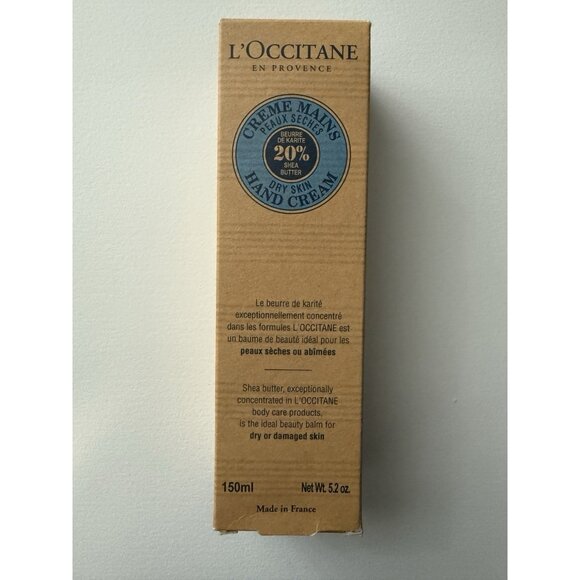 L'OCCITANE
EN PROVENCE
CREME MAINS
PEAUX SECHES
BEURRE
DE KARITE
20%
SHEA
BUTTER
DRY SKIN
HAND CREAM
Le beurre de karité
exceptionnellement concentré
dans les formules L'OCCITANE est
un baume de beauté idéal pour les
peaux sèches ou abîmées
Shea butter, exceptionally
concentrated in L'OCCITANE
body care products,
is the ideal beauty balm for
dry or damaged skin
150ml Net Wt. 5.2 oz.
Made in France